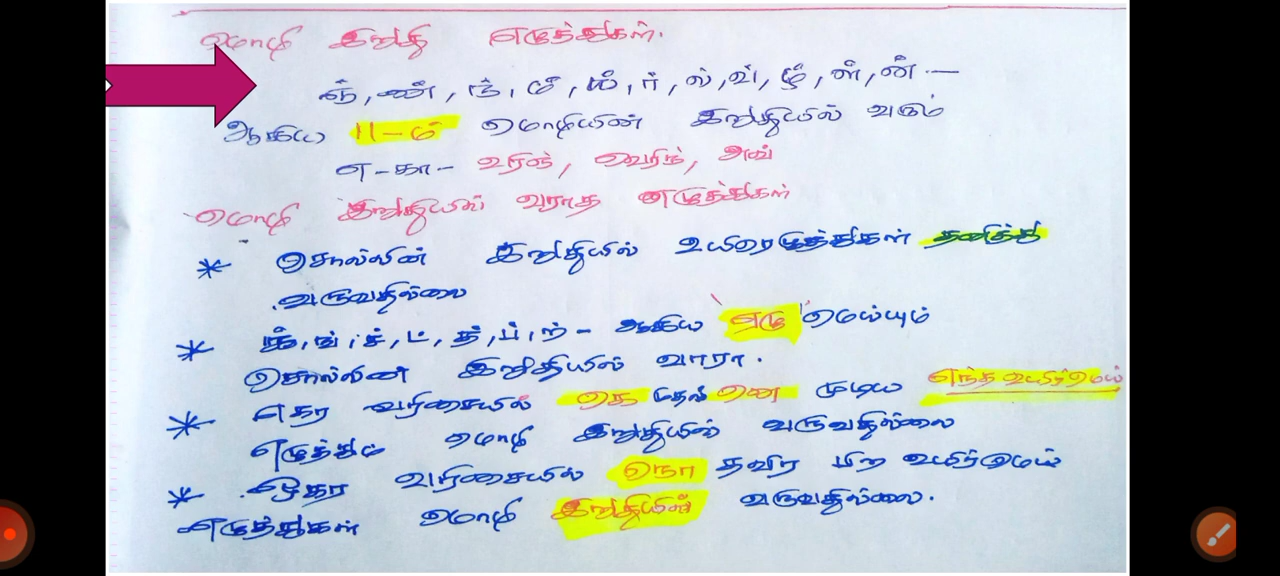 மொழி இறுதி எழுத்துகள்.
ஞ், ண், ந், ம், ய், ர், ல், வ், ழ், ள், ன் -
ஆகிய 11-ம் மொழியின் இறுதியில் வரும்
எ-கா- உரிஞ், வெரிந், அவ்
மொழி இறுதியில் வராத எழுத்துகள்
* சொல்லின் இறுதியில் உயிரெழுத்துகள் தனித்து
வருவதில்லை
* க், ங், ச், ட், த், ப், ற் - ஆகிய ஏழு மெய்யும்
சொல்லின் இறுதியில் வாரா.
* எகர வரிசையில் கெ முதல் னெ முடிய எந்த உயிர்மெய்
எழுத்தும் மொழி இறுதியில் வருவதில்லை
* ஒகர வரிசையில் நொ தவிர பிற உயிர்மெய்
எழுத்துகள் மொழி இறுதியில் வருவதில்லை.